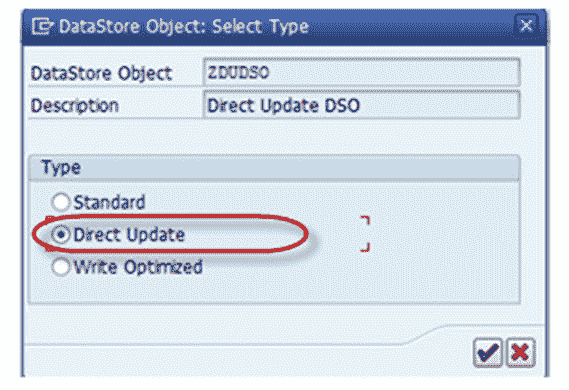 DataStore Object: Select Type
DataStore Object ZDUDSO
Description Direct Update DSO
Type
Standard
Direct Update
Write Optimized